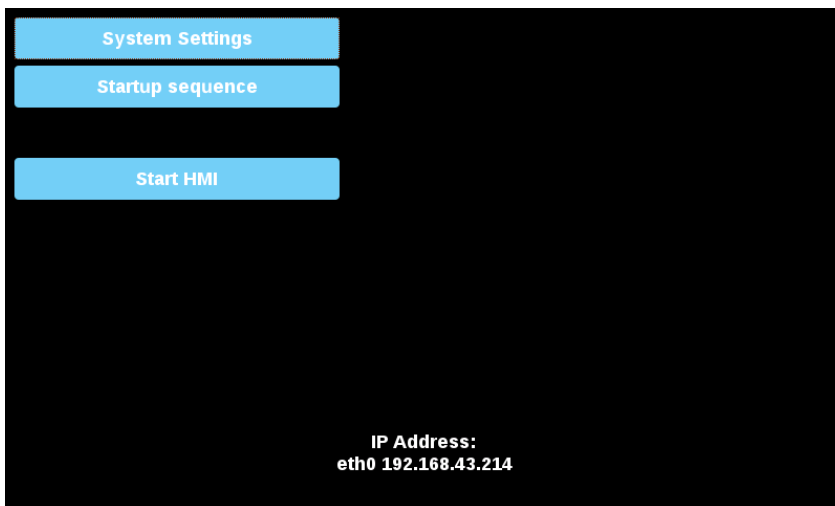 System Settings
Startup sequence
Start HMI
IP Address:
eth0 192.168.43.214